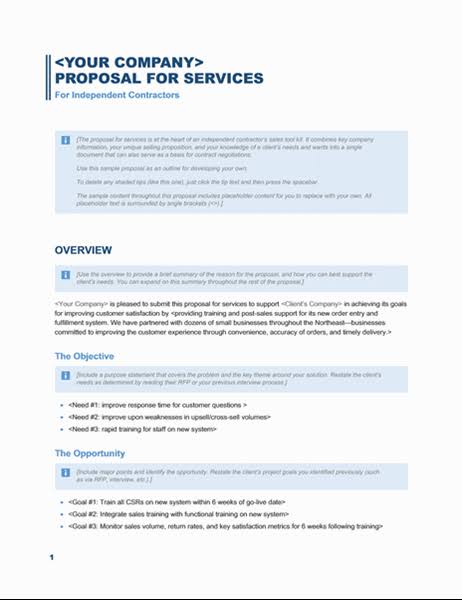 <YOUR COMPANY>
PROPOSAL FOR SERVICES
For Independent Contractors
[The proposal for services is at the heart of an independent contractor's sales tool kit. It combines key company
information, your unique selling proposition, and your knowledge of a client's needs and wants into a single
document that can also serve as a basis for contract negotiations.
Use this sample proposal as an outline for developing your own.
To delete any shaded tips (like this one), just click the tip text and then press the spacebar.
The sample content throughout this proposal includes placeholder content for you to replace with your own. All
placeholder text is surrounded by angle brackets (<>).]
OVERVIEW
[Use the overview to provide a brief summary of the reason for the proposal, and how you can best support the
client's needs. You can expand on this summary throughout the rest of the proposal.]
<Your Company> is pleased to submit this proposal for services to support <Client's Company> in achieving its goals
for improving customer satisfaction by <providing training and post-sales support for its new order entry and
fulfillment system. We have partnered with dozens of small businesses throughout the Northeast—businesses
committed to improving the customer experience through convenience, accuracy of orders, and timely delivery.>
The Objective
[Include a purpose statement that covers the problem and the key theme around your solution. Restate the client's
needs as determined by reading their RFP or your previous interview process.]
• <Need #1: improve response time for customer questions >
• <Need #2: improve upon weaknesses in upsell/cross-sell volumes>
• <Need #3: rapid training for staff on new system>
The Opportunity
[Include major points and identify the opportunity. Restate the client's project goals you identified previously (such
as via RFP, interview, etc.).]
• <Goal #1: Train all CSRs on new system within 6 weeks of go-live date>
• <Goal #2: Integrate sales training with functional training on new system>
• <Goal #3: Monitor sales volume, return rates, and key satisfaction metrics for 6 weeks following training>
1